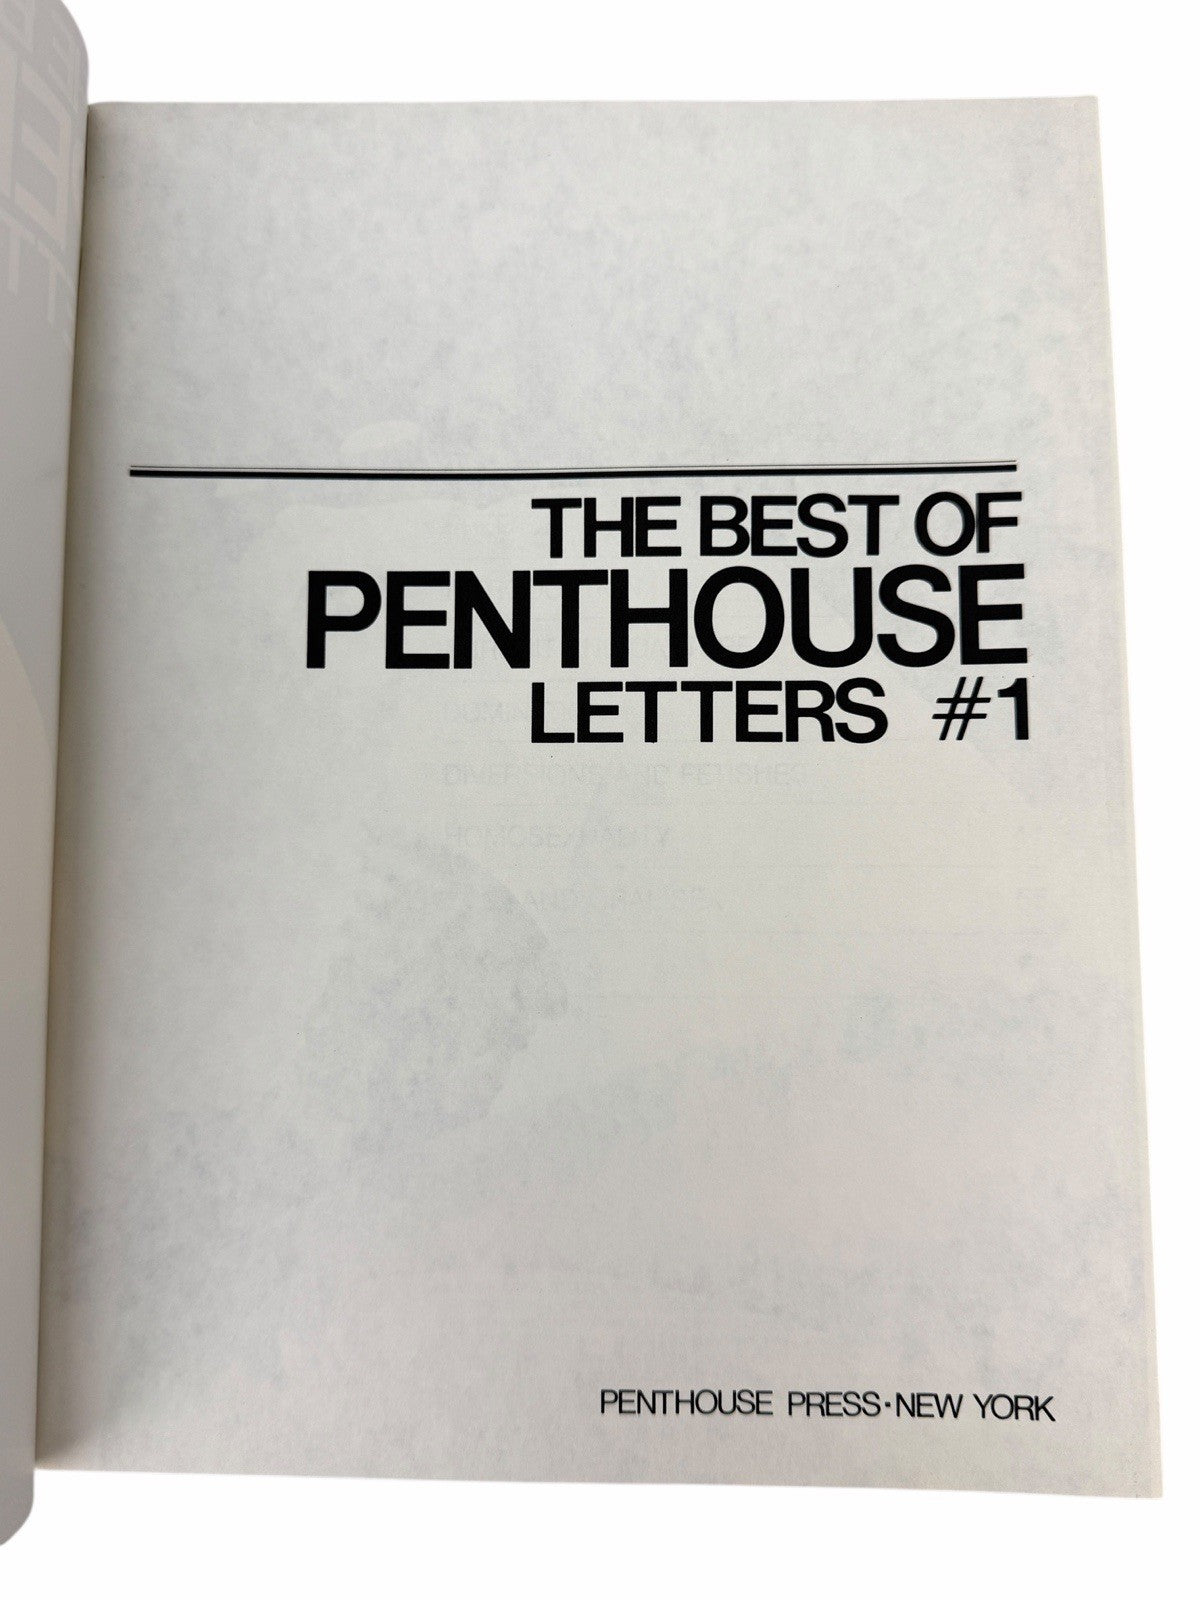 THE BEST OF
PENTHOUSE
LETTERS #1
PENTHOUSE PRESS·NEW YORK